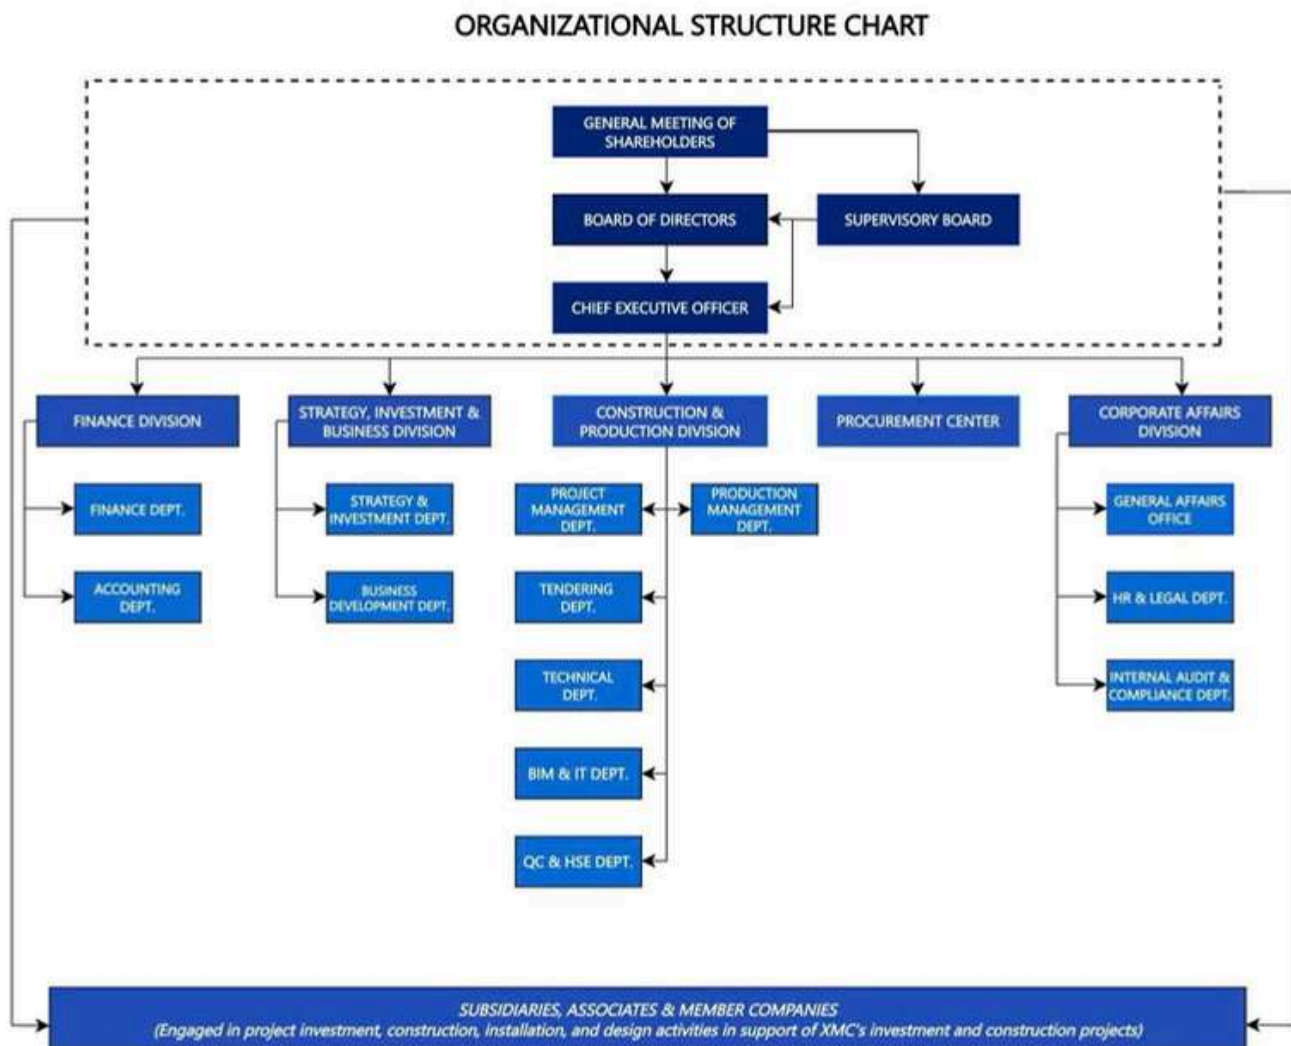 ORGANIZATIONAL STRUCTURE CHART
GENERAL MEETING OF
SHAREHOLDERS
BOARD OF DIRECTORS
SUPERVISORY BOARD
CHIEF EXECUTIVE OFFICER
FINANCE DIVISION
STRATEGY, INVESTMENT &
BUSINESS DIVISION
CONSTRUCTION &
PRODUCTION DIVISION
PROCUREMENT CENTER
CORPORATE AFFAIRS
DIVISION
FINANCE DEPT.
ACCOUNTING
DEPT.
STRATEGY &
INVESTMENT DEPT.
BUSINESS
DEVELOPMENT DEPT.
PROJECT
MANAGEMENT
DEPT.
PRODUCTION
MANAGEMENT
DEPT.
TENDERING
DEPT.
TECHNICAL
DEPT.
BIM & IT DEPT.
QC & HSE DEPT.
GENERAL AFFAIRS
OFFICE
HR & LEGAL DEPT.
INTERNAL AUDIT &
COMPLIANCE DEPT.
SUBSIDIARIES, ASSOCIATES & MEMBER COMPANIES
(Engaged in project investment, construction, installation, and design activities in support of XMC's investment and construction projects)